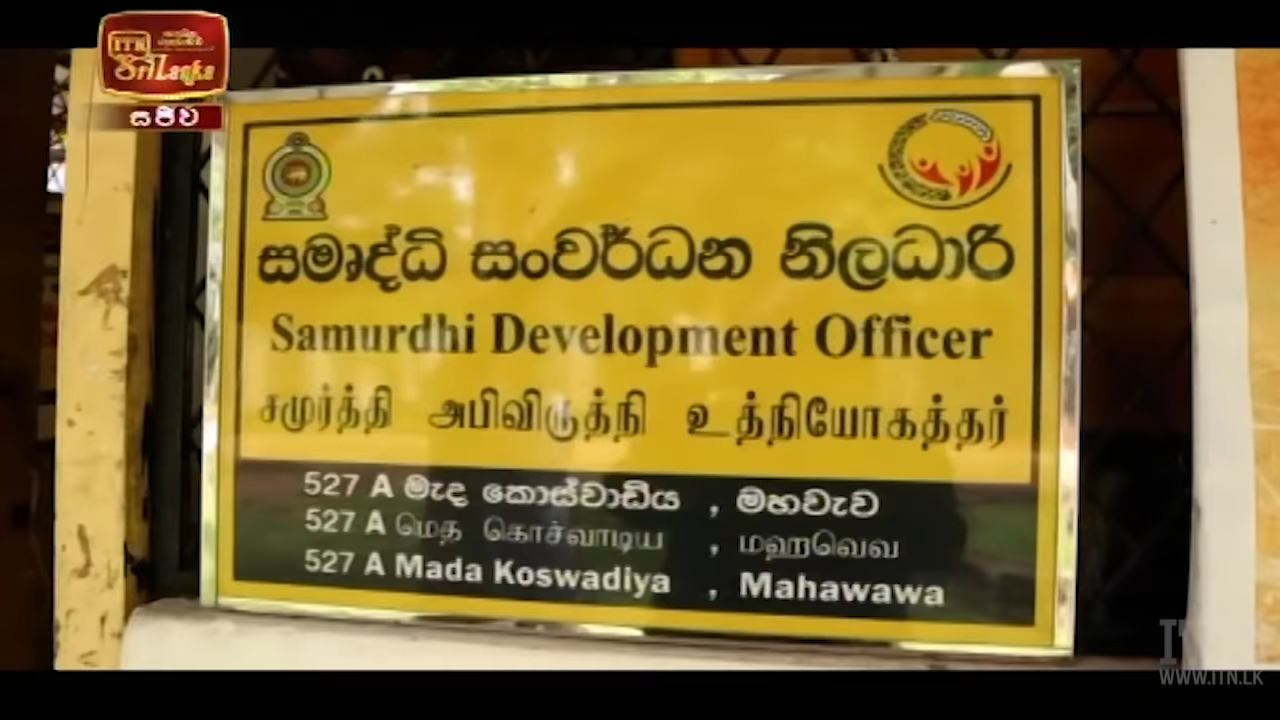 ITN
Sri Lanka
සජීව
සමෘද්ධි සංවර්ධන නිලධාරි
Samurdhi Development Officer
சமுர்த்தி அபிவிருத்நி உத்நியோகத்தர்
527 A මැද කොස්වාඩිය , මහවැව
527 A மெத கொச்வாடிய , மஹவெவ
527 A Mada Koswadiya , Mahawawa
WWW.ITN.LK